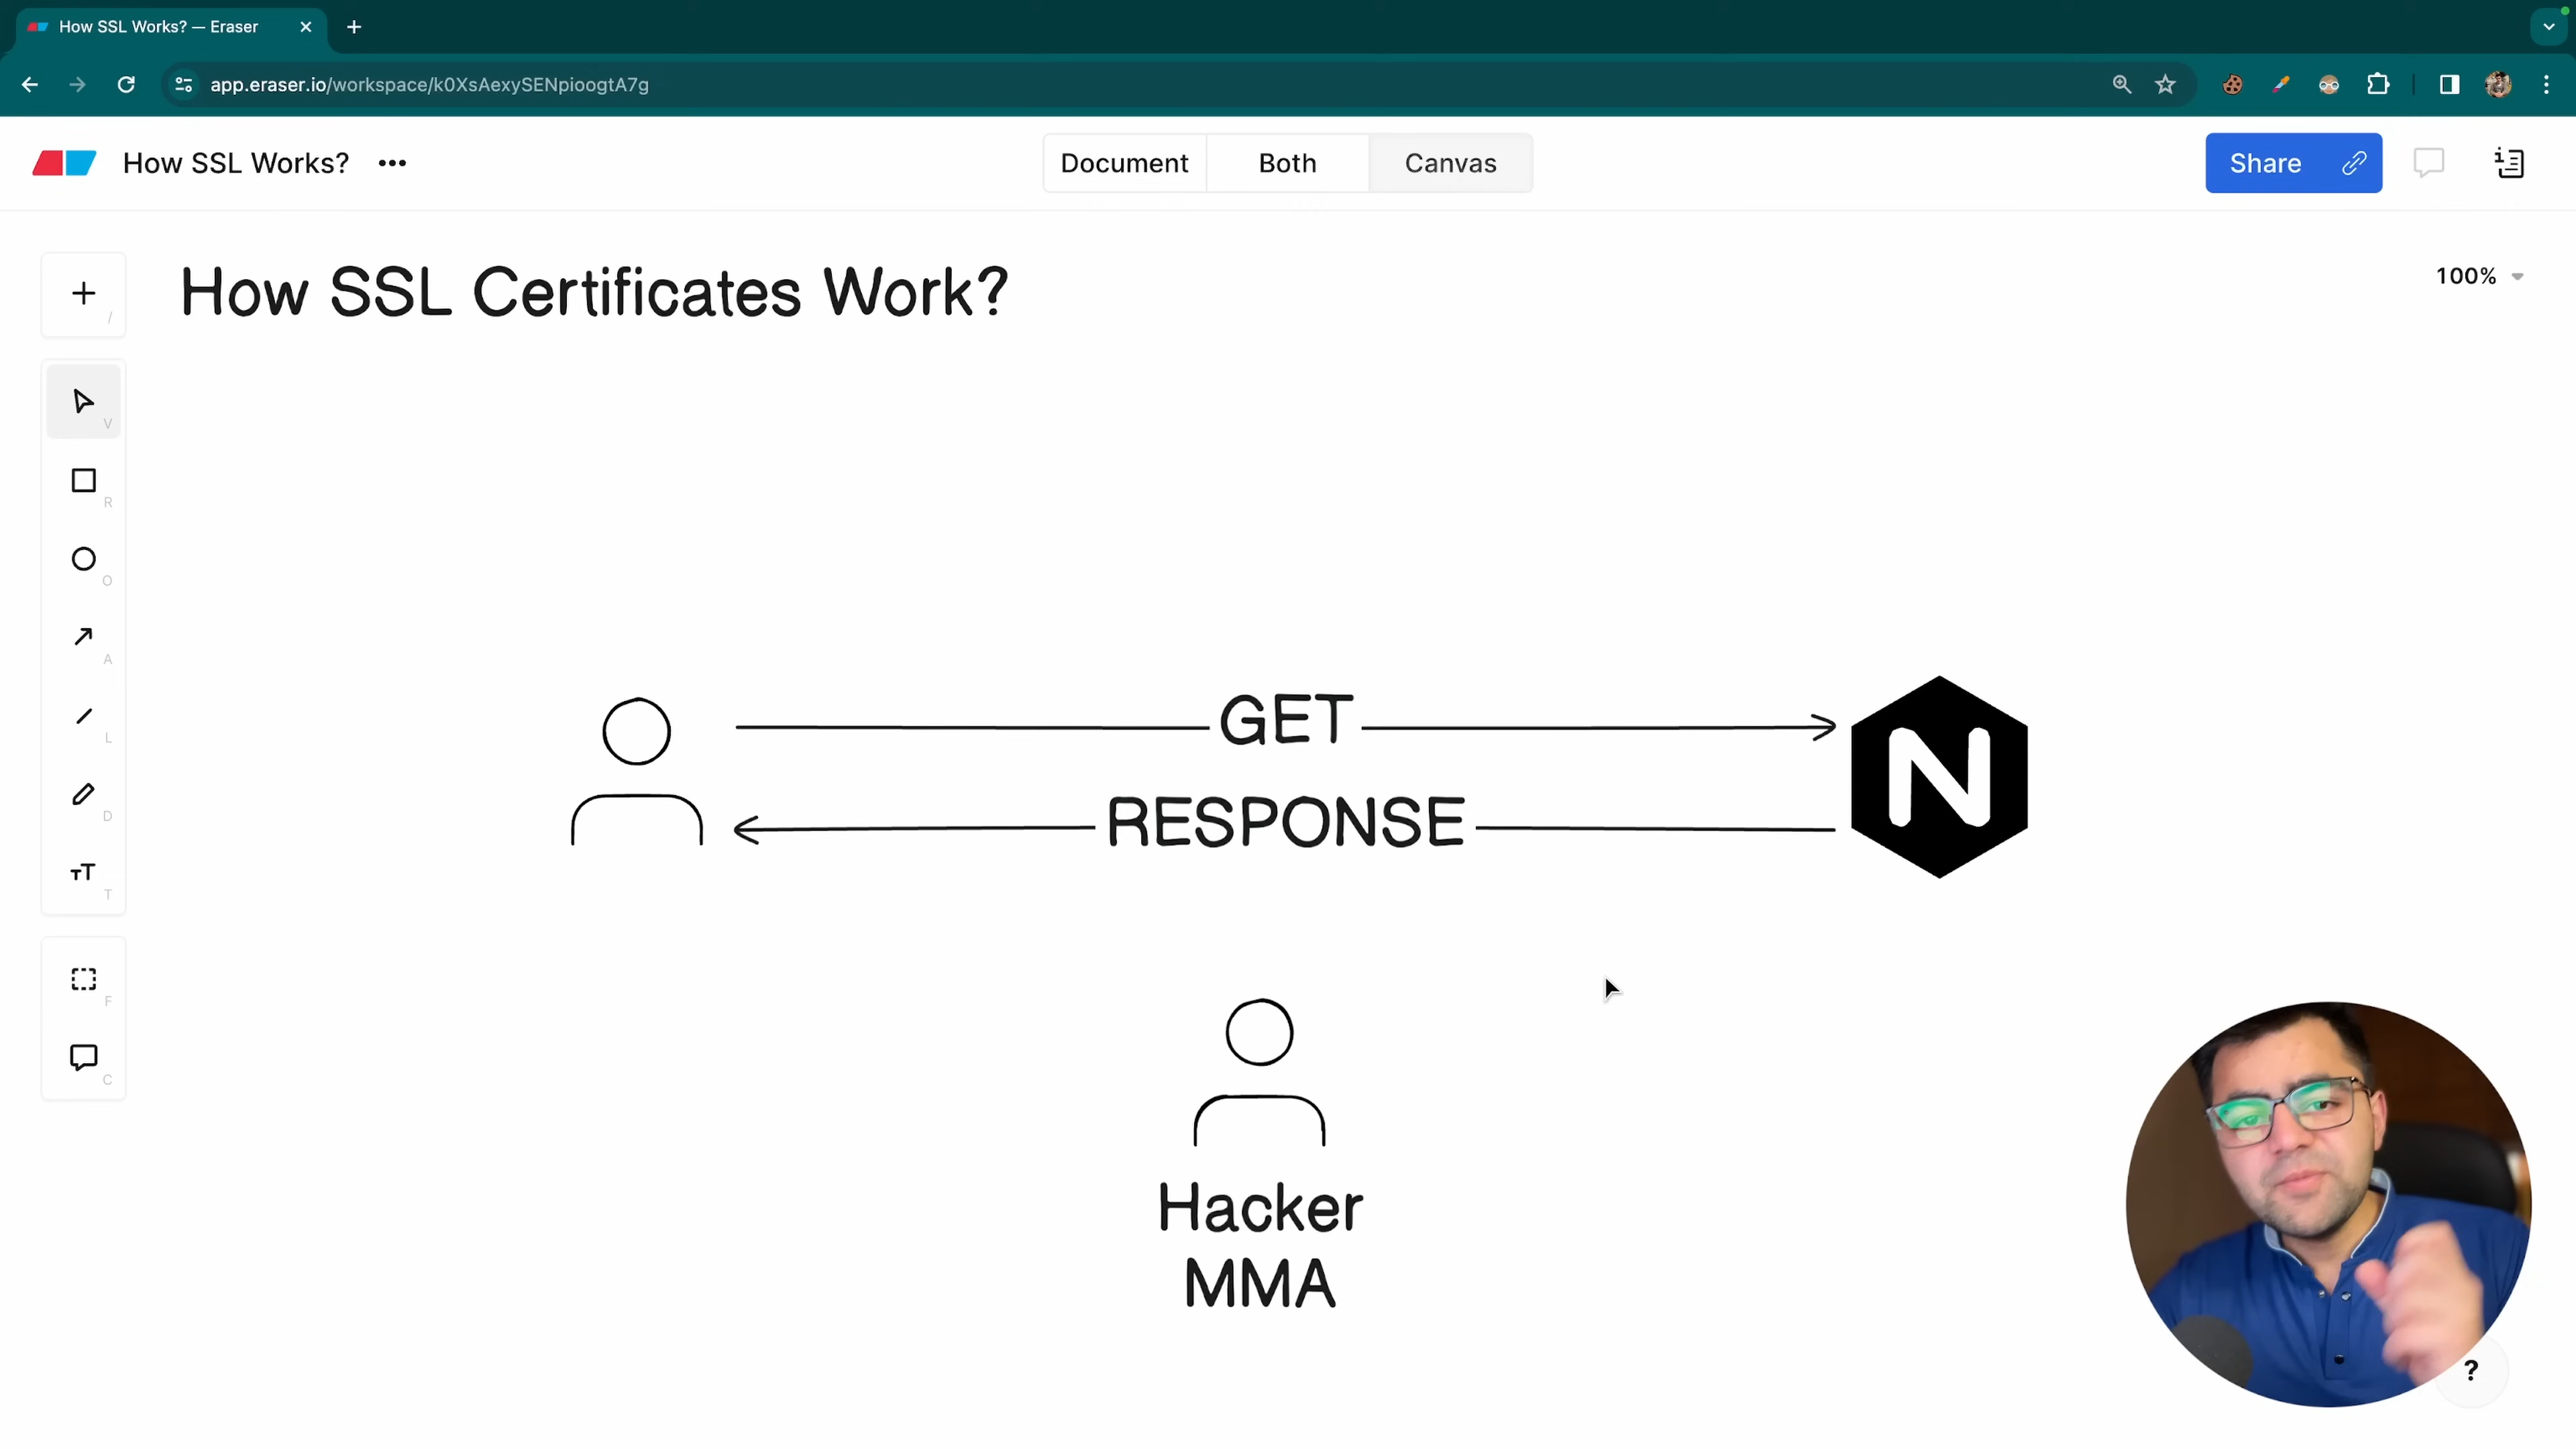 How SSL Works? — Eraser
app.eraser.io/workspace/k0XsAexySENpioogtA7g
How SSL Works?
Document
Both
Canvas
Share
How SSL Certificates Work?
100%
/
V
R
O
A
L
D
T
F
C
GET
N
RESPONSE
Hacker
MMA
?